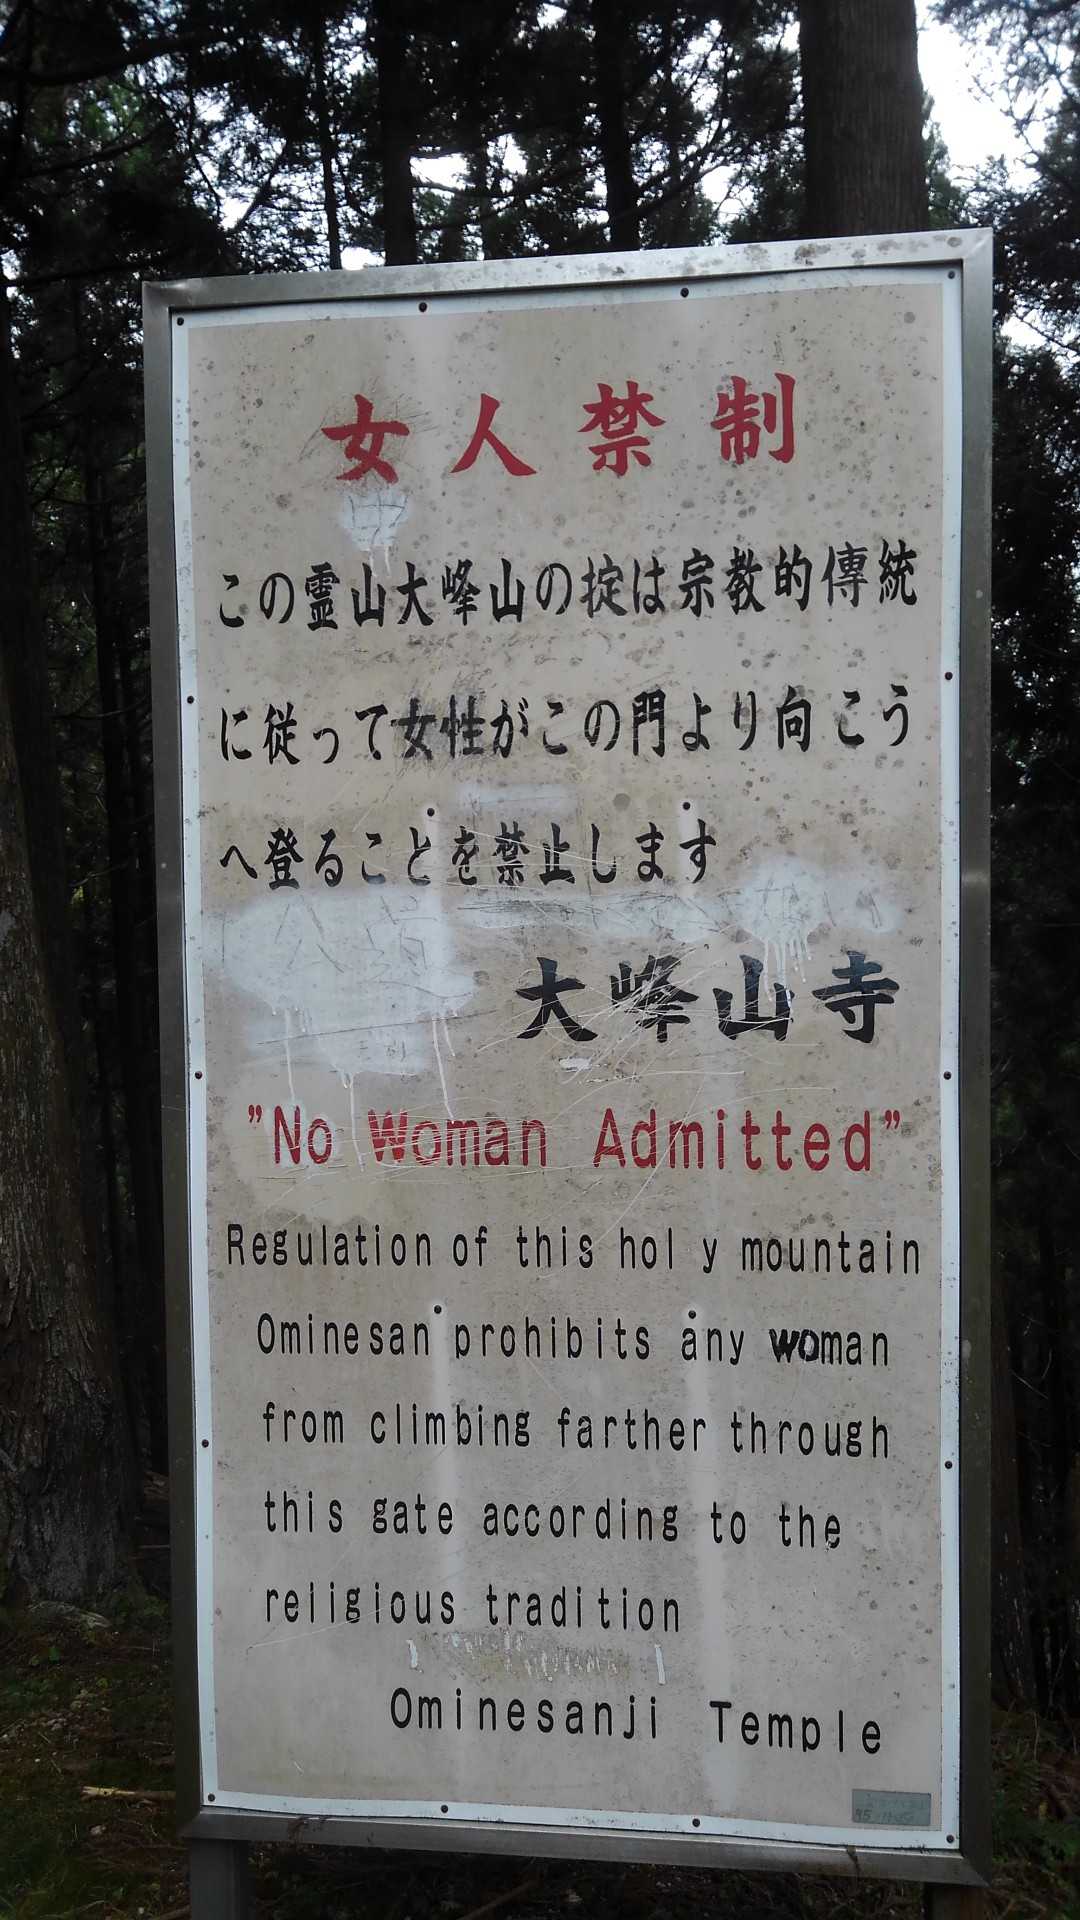 女人禁制
この霊山大峰山の掟は宗教的傳統
に従って女性がこの門より向こう
へ登ることを禁止します
大峰山寺
"No Woman Admitted"
Regulation of this hol y mountain
Ominesan prohibits any woman
from climbing farther through
this gate according to the
religious tradition
Ominesanji Temple